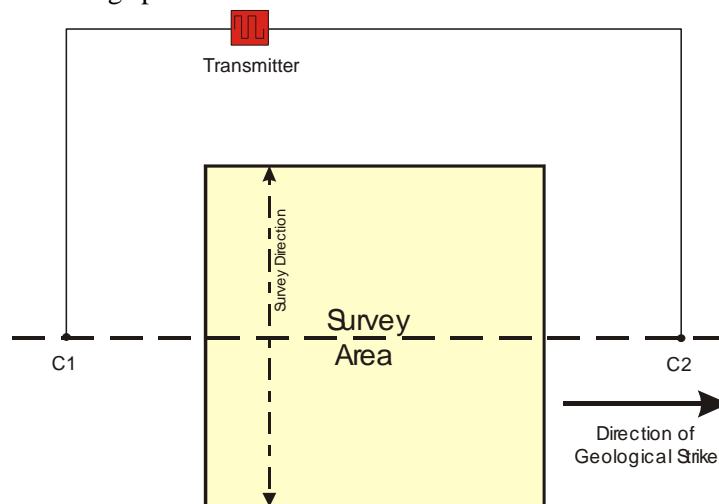 Transmitter
Survey Direction
Survey
Area
C1
C2
Direction of
Geological Strike